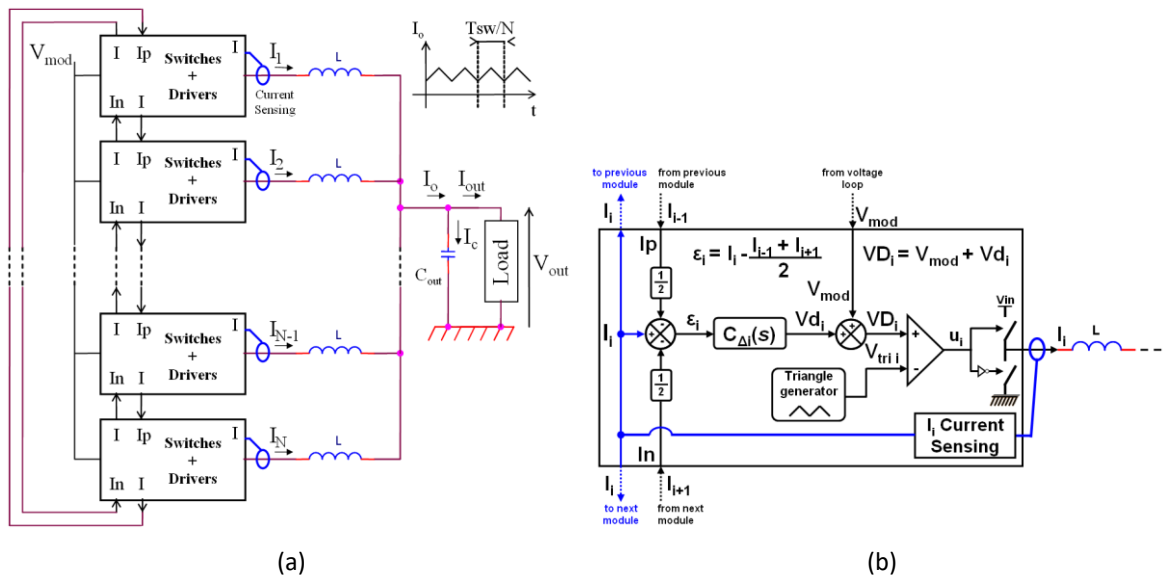 V_mod
I Ip
Switches
+
Drivers
I
In I
I_1
L
Current
Sensing
I_o
Tsw/N
t
I Ip
Switches
+
Drivers
I
In I
I_2
L
I_o
I_out
I_c
C_out
Load
V_out
I Ip
Switches
+
Drivers
I
In I
I_N-1
L
I Ip
Switches
+
Drivers
I
In I
I_N
L
(a)
to previous
module
from previous
module
from voltage
loop
I_i
I_i-1
V_mod
Ip
ε_i = I_i - (I_i-1 + I_i+1)/2
VD_i = V_mod + Vd_i
1/2
V_mod
Vin
I_i
+
-
-
ε_i
C_Δi(s)
Vd_i
+
+
VD_i
+
-
u_i
I_i
L
V_tri i
1/2
Triangle
generator
I_i Current
Sensing
In
I_i
I_i+1
to next
module
from next
module
(b)